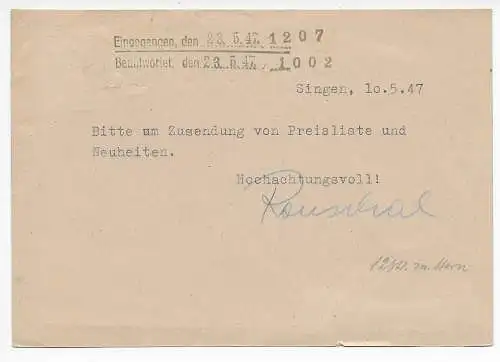 Eingegangen, den 23. 5. 47. 1207
Beantwortet, den 23. 5. 47. 1002
Singen, 10.5.47
Bitte um Zusendung von Preisliste und
Neuheiten.
Hochachtungsvoll!